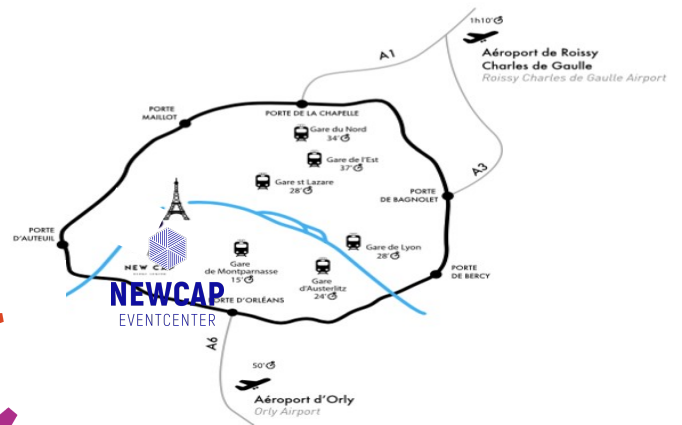 1h10'
A1
Aéroport de Roissy
Charles de Gaulle
Roissy Charles de Gaulle Airport
PORTE
MAILLOT
PORTE DE LA CHAPELLE
Gare du Nord
34'
Gare de l'Est
37'
A3
Gare st Lazare
28'
PORTE
DE BAGNOLET
PORTE
D'AUTEUIL
Gare de Lyon
28'
Gare
de Montparnasse
15'
Gare
d'Austerlitz
24'
PORTE
DE BERCY
NEW
NEWCAP
EVENTCENTER
PORTE D'ORLÉANS
A6
50'
Aéroport d'Orly
Orly Airport